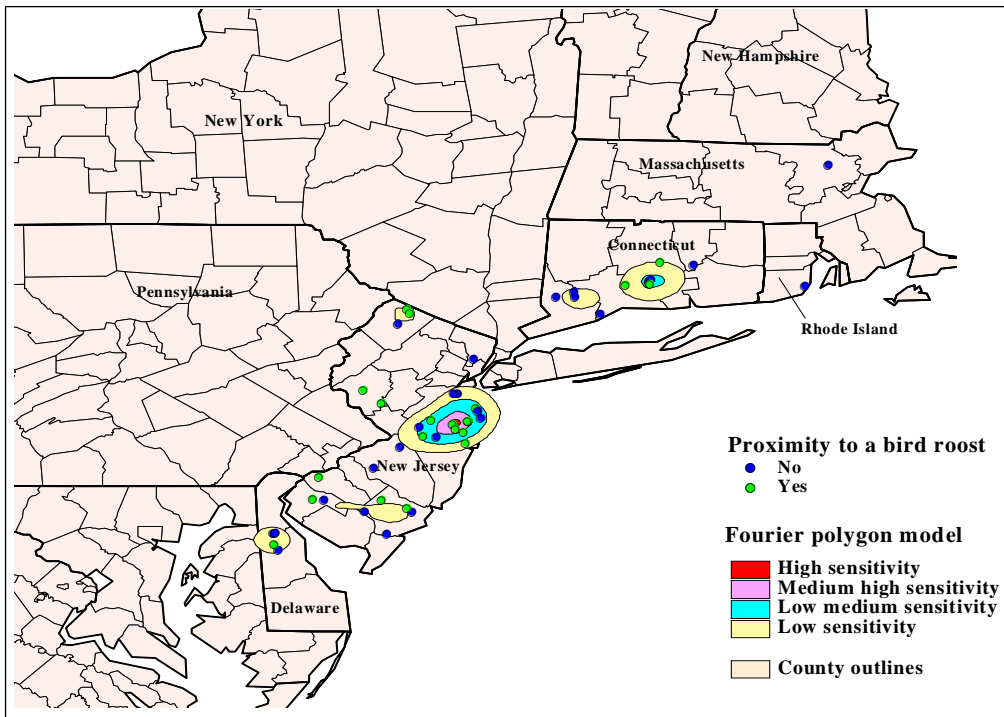 New Hampshire
New York
Massachusetts
Connecticut
Pennsylvania
Rhode Island
New Jersey
Delaware
Proximity to a bird roost
No
Yes
Fourier polygon model
High sensitivity
Medium high sensitivity
Low medium sensitivity
Low sensitivity
County outlines